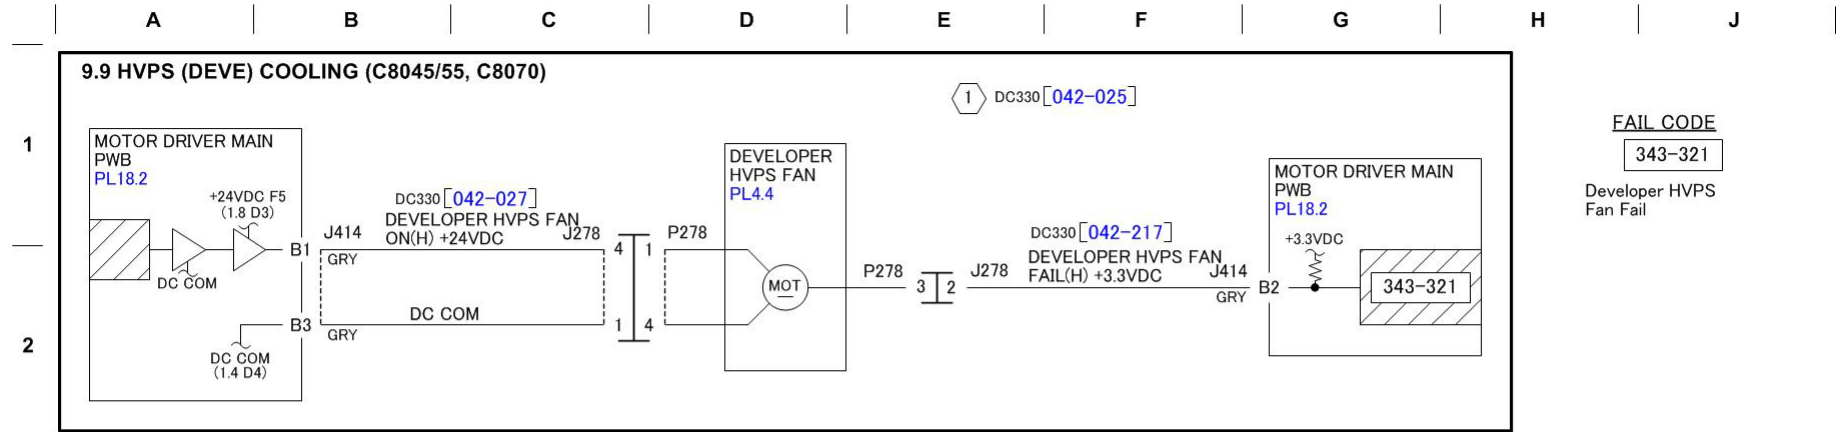 A B C D E F G H J
9.9 HVPS (DEVE) COOLING (C8045/55, C8070)
1 DC330 [042-025]
1
2
MOTOR DRIVER MAIN
PWB
PL18.2
+24VDC F5
(1.8 D3)
DC COM
DC COM
(1.4 D4)
B1
B3
J414
GRY
GRY
DC330 [042-027]
DEVELOPER HVPS FAN
ON(H) +24VDC
J278
DC COM
4 1
1 4
P278
DEVELOPER
HVPS FAN
PL4.4
MOT
P278
3 2
J278
DC330 [042-217]
DEVELOPER HVPS FAN
FAIL(H) +3.3VDC
J414
GRY
B2
MOTOR DRIVER MAIN
PWB
PL18.2
+3.3VDC
343-321
FAIL CODE
343-321
Developer HVPS
Fan Fail